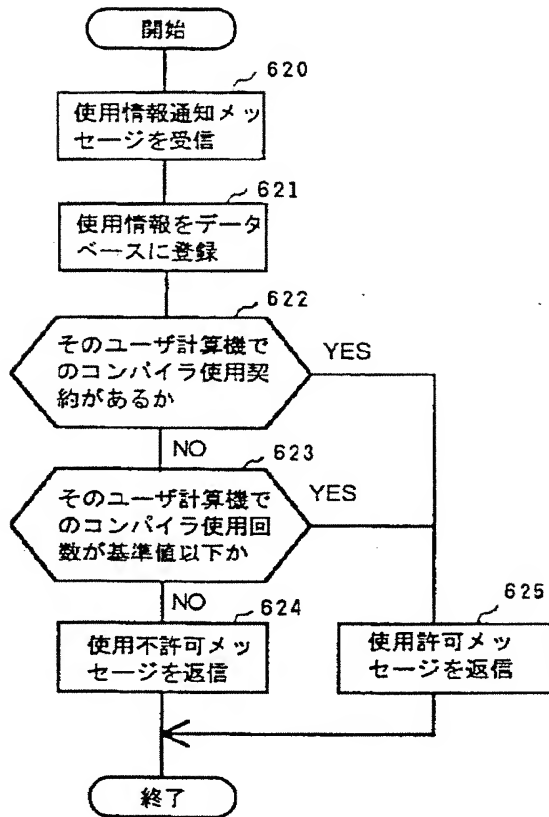 開始
620
使用情報通知メッ
セージを受信
621
使用情報をデータ
ベースに登録
622
そのユーザ計算機で
のコンパイラ使用契
約があるか
YES
NO
623
そのユーザ計算機で
のコンパイラ使用回
数が基準値以下か
YES
NO
624
使用不許可メッ
セージを返信
625
使用許可メッ
セージを返信
終了